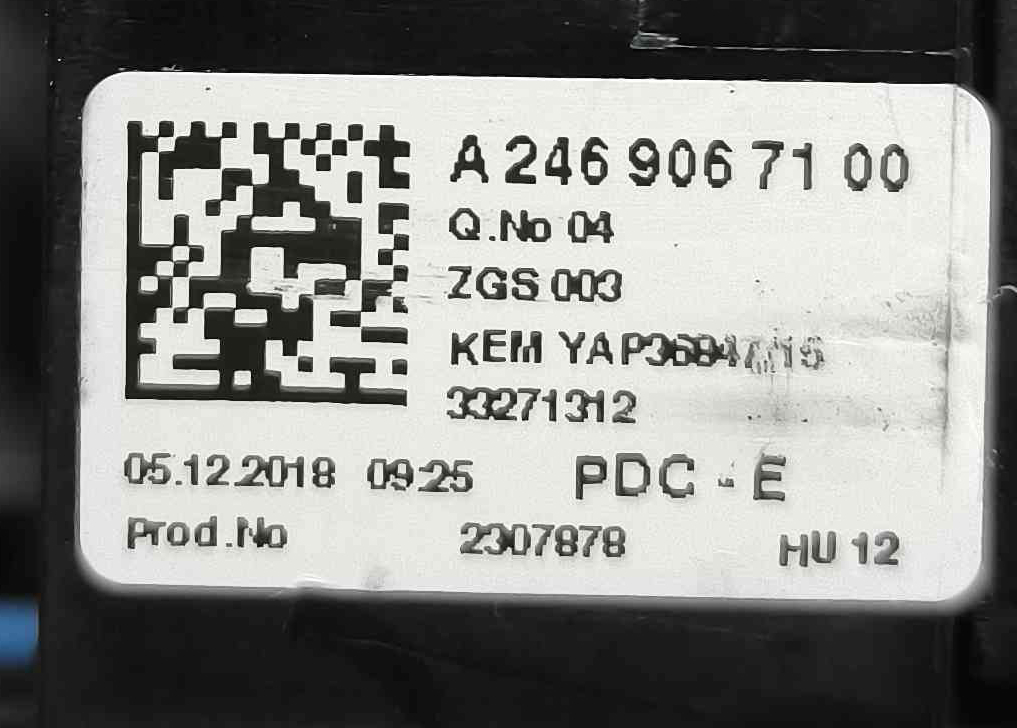 A 246 906 71 00
Q.No 04
ZGS 003
KEM
33271312
05.12.2018 09:25 PDC - E
Prod.No 2307878 HU 12